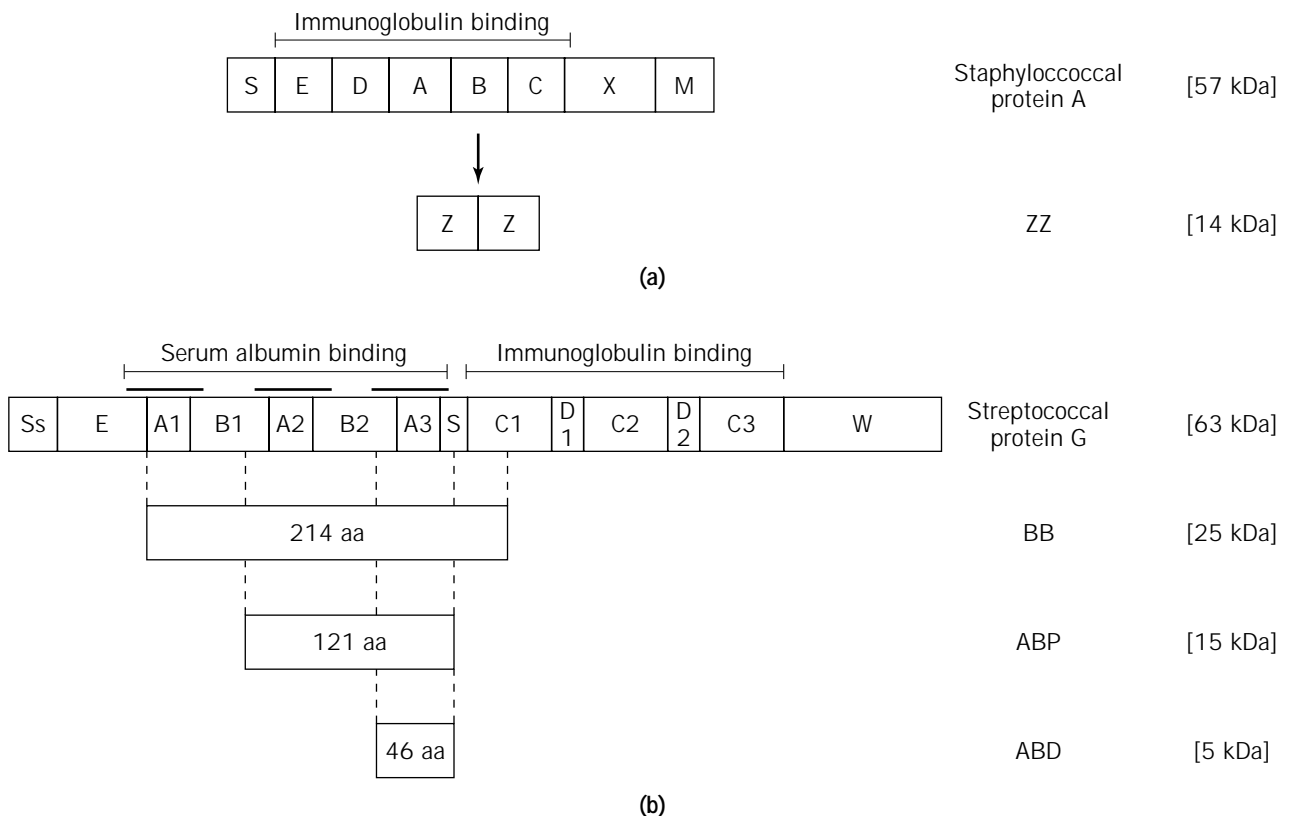 Immunoglobulin binding
S E D A B C X M
Staphyloccoccal
protein A
[57 kDa]
Z Z
ZZ
[14 kDa]
(a)
Serum albumin binding
Immunoglobulin binding
Ss E A1 B1 A2 B2 A3 S C1 D1 C2 D2 C3 W
Streptococcal
protein G
[63 kDa]
214 aa
BB
[25 kDa]
121 aa
ABP
[15 kDa]
46 aa
ABD
[5 kDa]
(b)